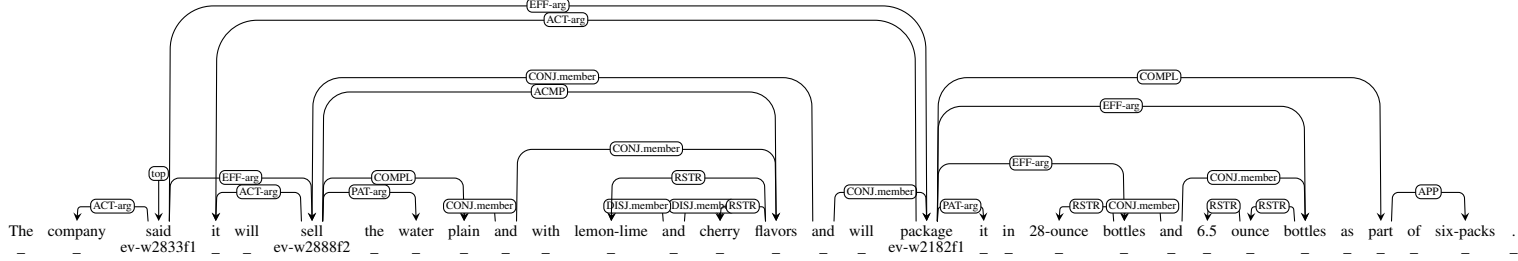 EFF-arg
ACT-arg
CONJ.member COMPL
ACMP
EFF-arg
CONJ.member
EFF-arg
top EFF-arg COMPL RSTR CONJ.member
ACT-arg PAT-arg CONJ.member APP
ACT-arg CONJ.member DISJ.member DISJ.member RSTR PAT-arg RSTR CONJ.member RSTR RSTR
The company said it will sell the water plain and with lemon-lime and cherry flavors and will package it in 28-ounce bottles and 6.5 ounce bottles as part of six-packs .
ev-w2833f1 ev-w2888f2 ev-w2182f1
_ _ _ _ _ _ _ _ _ _ _ _ _ _ _ _ _ _ _ _ _ _ _ _ _ _ _ _ _